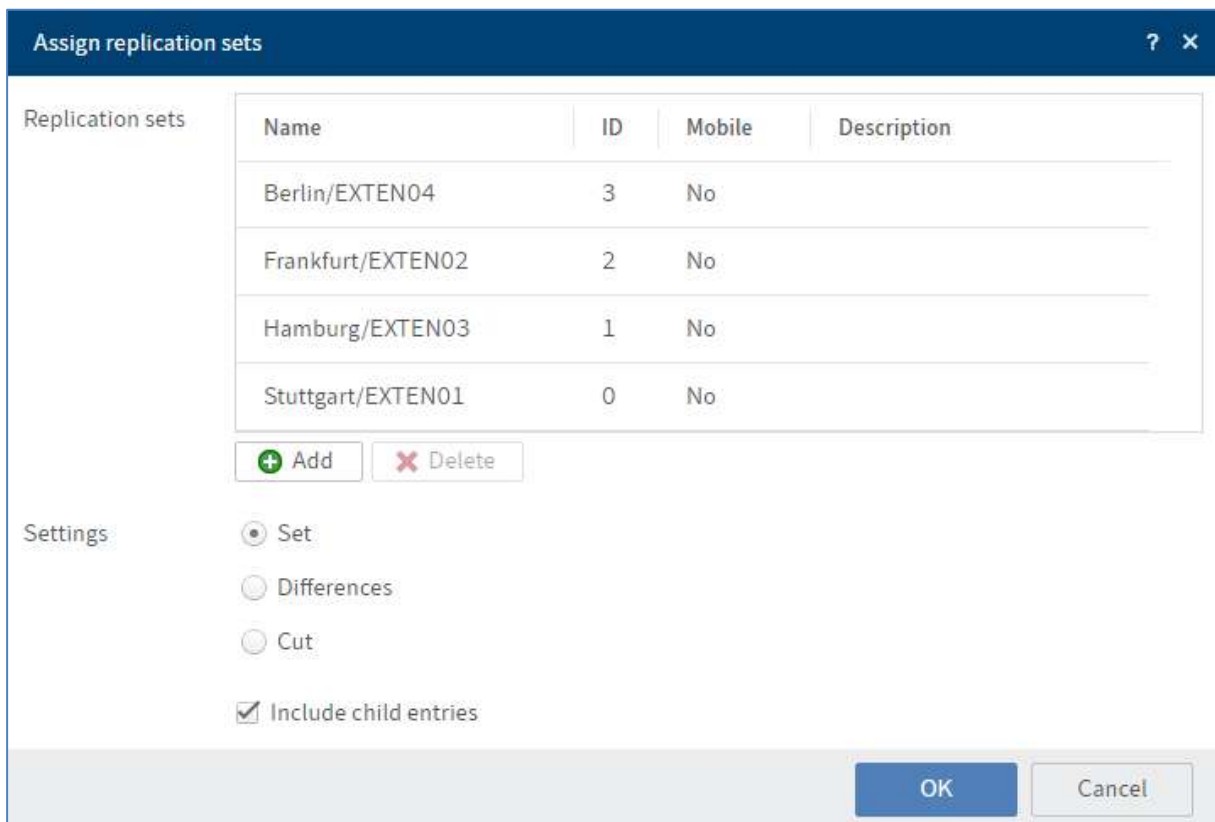 Assign replication sets ? ×
Replication sets
Name ID Mobile Description
Berlin/EXTEN04 3 No
Frankfurt/EXTEN02 2 No
Hamburg/EXTEN03 1 No
Stuttgart/EXTEN01 0 No
Add Delete
Settings
Set
Differences
Cut
Include child entries
OK Cancel